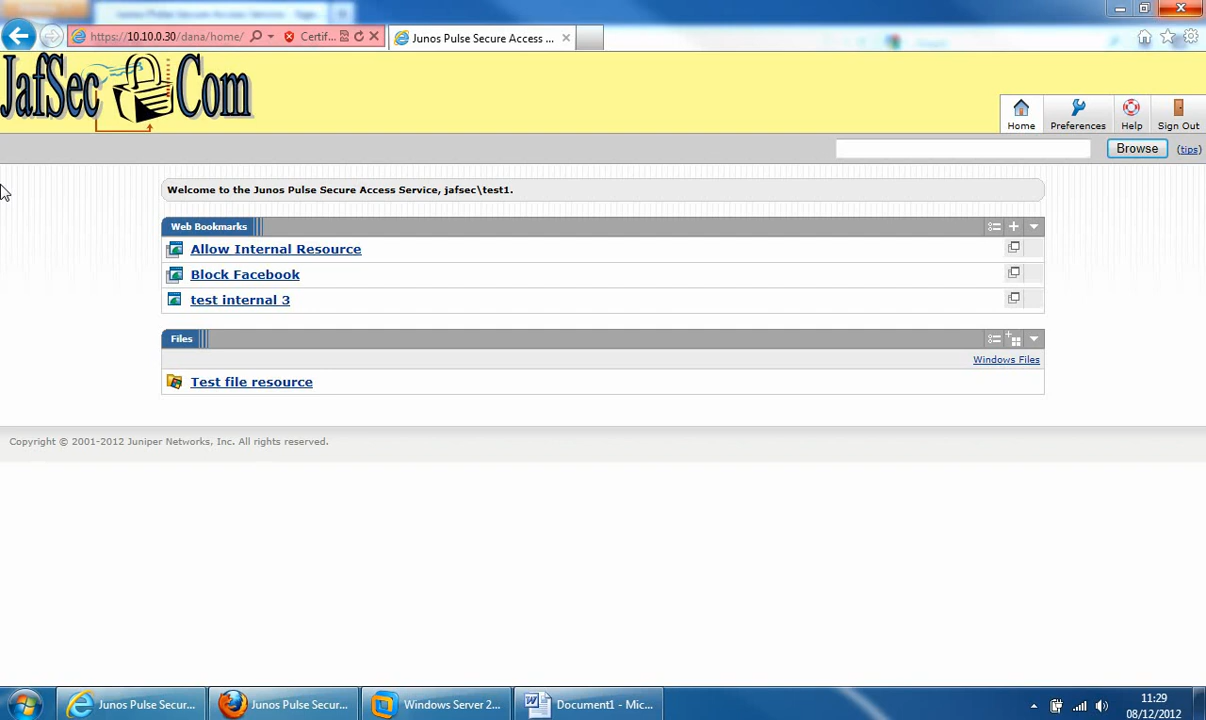 https://10.10.0.30/dana/home/
Certif...
Junos Pulse Secure Access ...
JafSec Com
Home
Preferences
Help
Sign Out
Browse
(tips)
Welcome to the Junos Pulse Secure Access Service, jafsec\test1.
Web Bookmarks
Allow Internal Resource
Block Facebook
test internal 3
Files
Windows Files
Test file resource
Copyright © 2001-2012 Juniper Networks, Inc. All rights reserved.
Junos Pulse Secur...
Junos Pulse Secur...
Windows Server 2...
Document1 - Mic...
11:29
08/12/2012